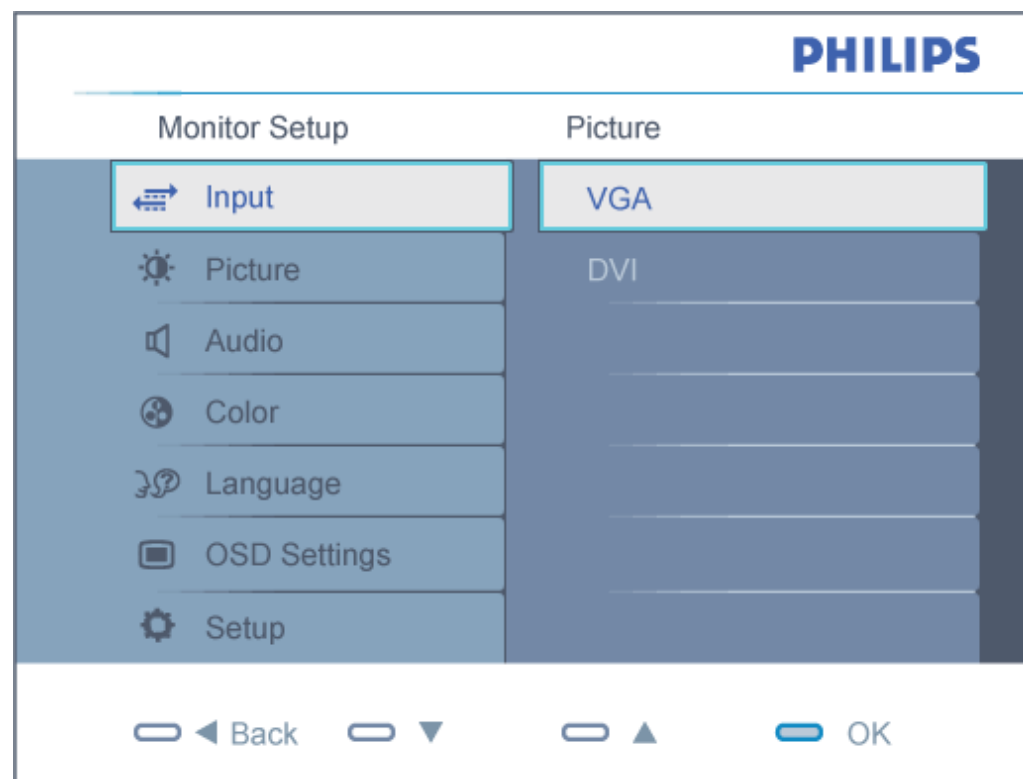 PHILIPS
Monitor Setup Picture
Input VGA
Picture DVI
Audio
Color
Language
OSD Settings
Setup
Back OK